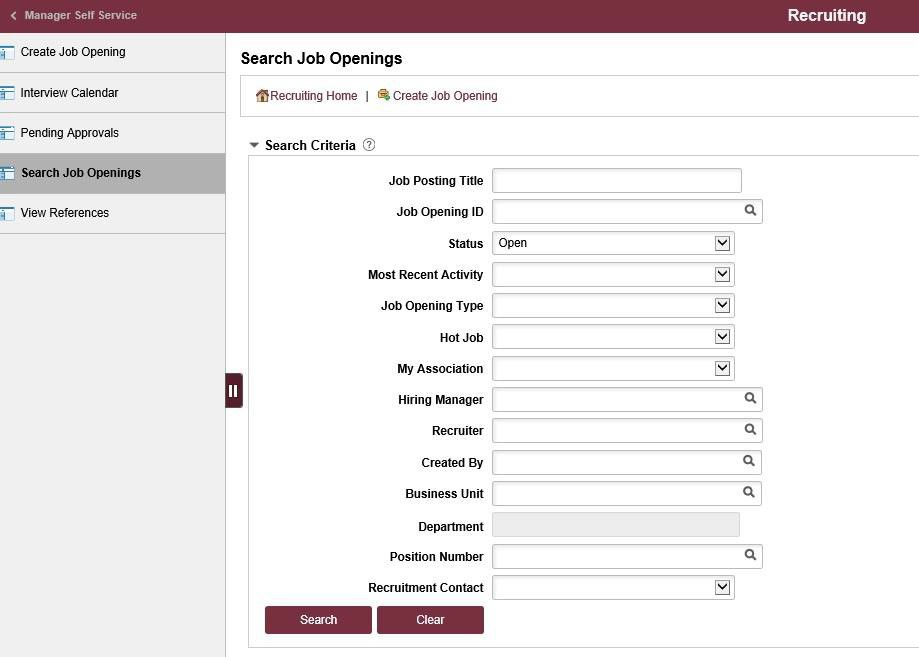 Manager Self Service
Recruiting
Create Job Opening
Interview Calendar
Pending Approvals
Search Job Openings
View References
Search Job Openings
Recruiting Home | Create Job Opening
Search Criteria ?
Job Posting Title
Job Opening ID
Status Open
Most Recent Activity
Job Opening Type
Hot Job
My Association
Hiring Manager
Recruiter
Created By
Business Unit
Department
Position Number
Recruitment Contact
Search Clear